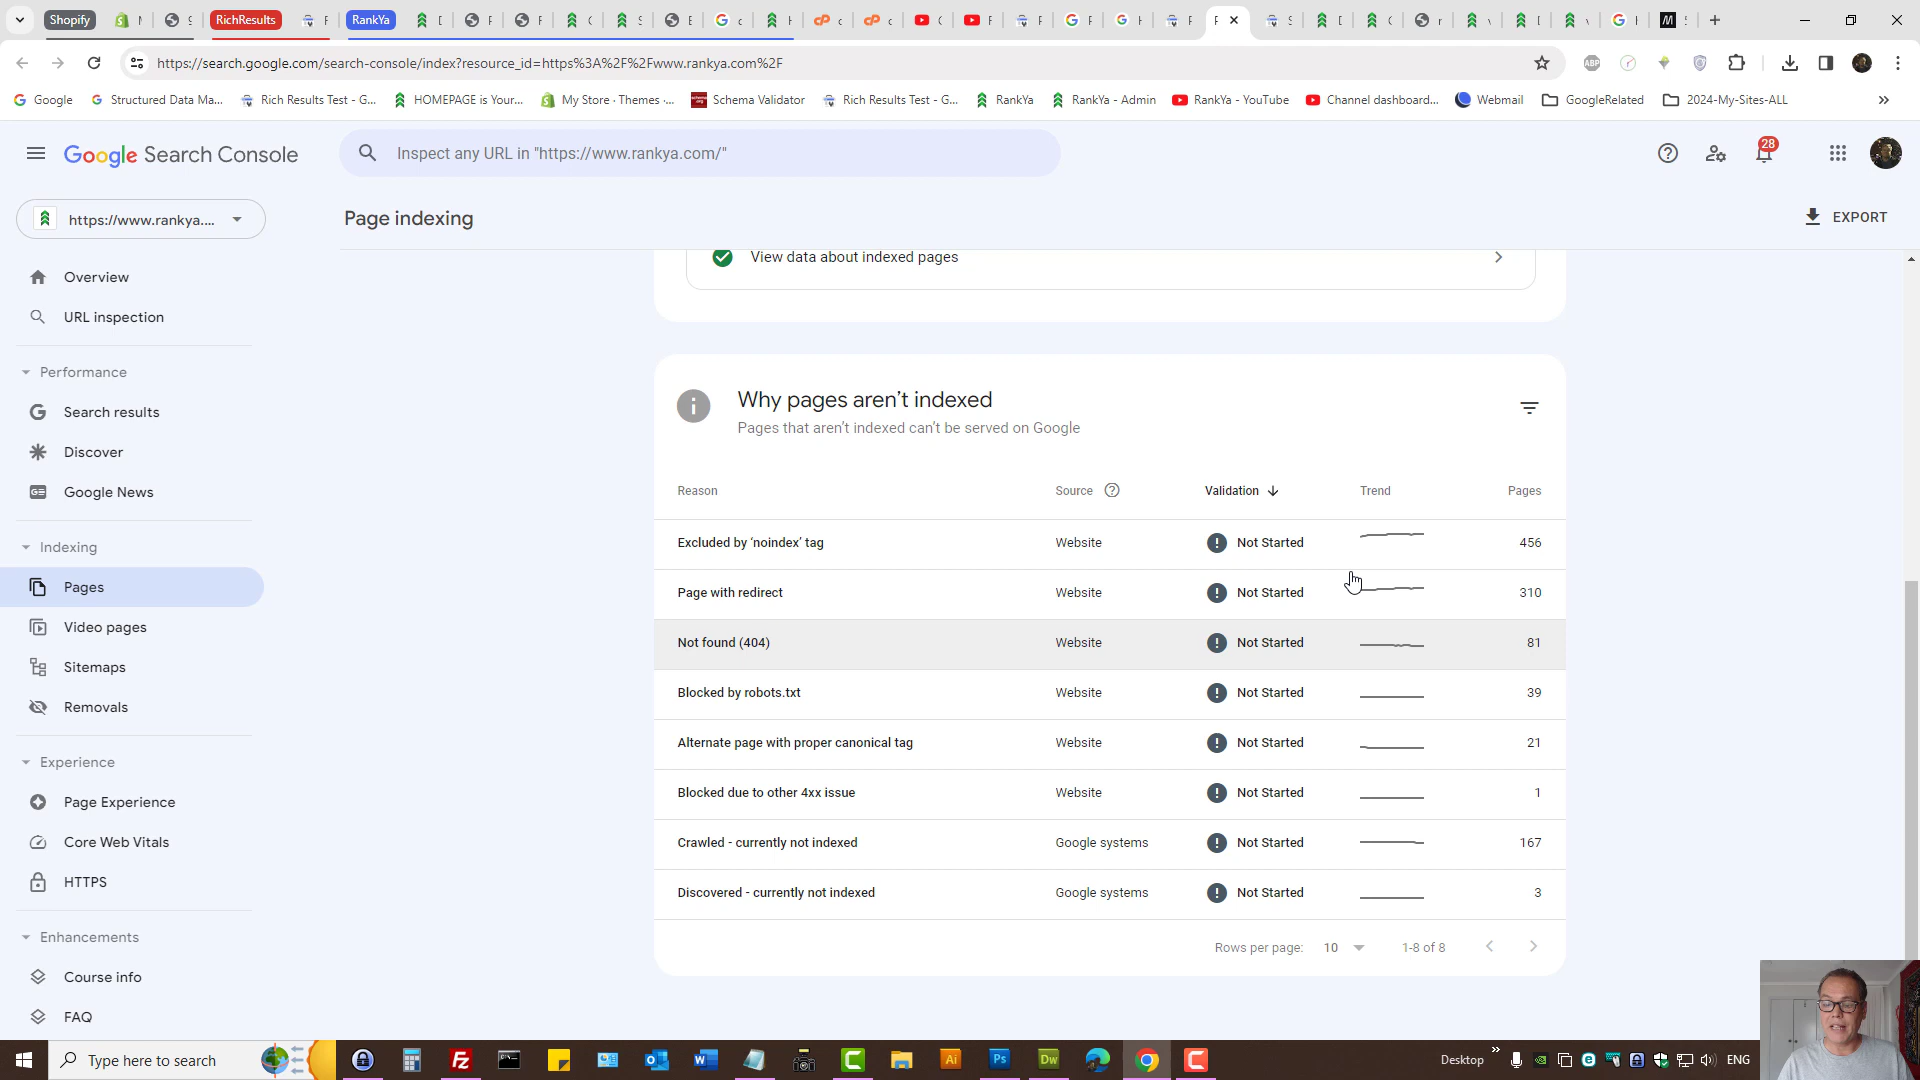 Shopify
RichResults
RankYa
https://search.google.com/search-console/index?resource_id=https%3A%2F%2Fwww.rankya.com%2F
Google
Structured Data Ma...
Rich Results Test - G...
HOMEPAGE is Your...
My Store · Themes ·...
Schema Validator
Rich Results Test - G...
RankYa
RankYa - Admin
RankYa - YouTube
Channel dashboard...
Webmail
GoogleRelated
2024-My-Sites-ALL
»
Google Search Console
Inspect any URL in "https://www.rankya.com/"
28
https://www.rankya....
Page indexing
EXPORT
Overview
URL inspection
Performance
Search results
Discover
Google News
Indexing
Pages
Video pages
Sitemaps
Removals
Experience
Page Experience
Core Web Vitals
HTTPS
Enhancements
Course info
FAQ
View data about indexed pages
Why pages aren't indexed
Pages that aren't indexed can't be served on Google
Reason Source Validation Trend Pages
Excluded by ‘noindex’ tag Website Not Started 456
Page with redirect Website Not Started 310
Not found (404) Website Not Started 81
Blocked by robots.txt Website Not Started 39
Alternate page with proper canonical tag Website Not Started 21
Blocked due to other 4xx issue Website Not Started 1
Crawled - currently not indexed Google systems Not Started 167
Discovered - currently not indexed Google systems Not Started 3
Rows per page: 10 1-8 of 8
Type here to search
Desktop
ENG